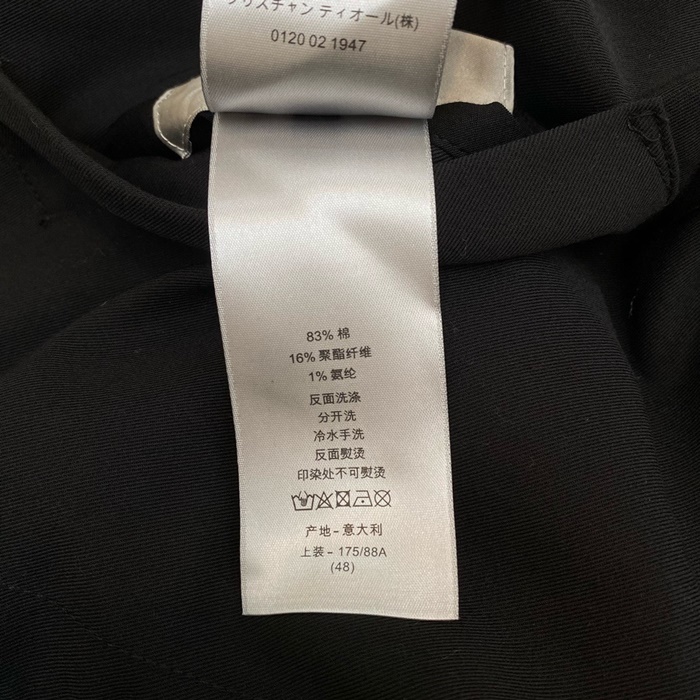 クリスチャン ディオール(株)
0120 02 1947
83% 棉
16% 聚酯纤维
1% 氨纶
反面洗涤
分开洗
冷水手洗
反面熨烫
印染处不可熨烫
产地-意大利
上装- 175/88A
(48)